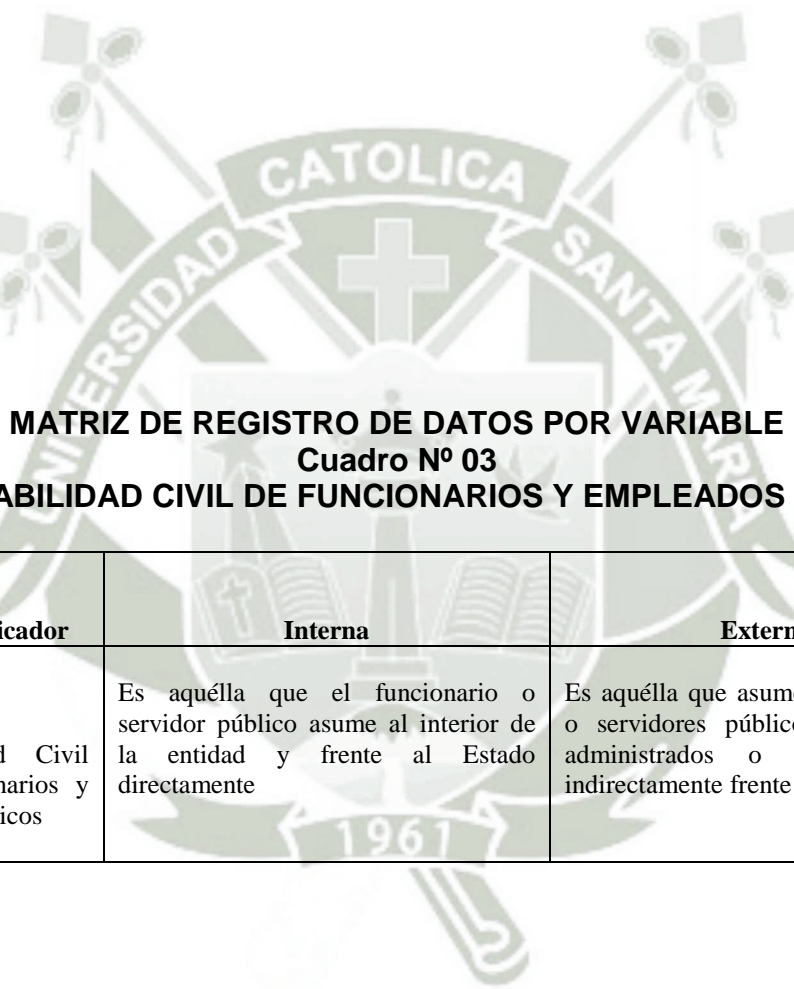 UNIVERSIDAD CATOLICA SANTA MARIA
MATRIZ DE REGISTRO DE DATOS POR VARIABLE
Cuadro Nº 03
ABILIDAD CIVIL DE FUNCIONARIOS Y EMPLEADOS
icador
Interna
Extern
d Civil
narios y
icos
Es aquélla que el funcionario o
servidor público asume al interior de
la entidad y frente al Estado
directamente
Es aquélla que asume
o servidores público
administrados o
indirectamente frente
1961